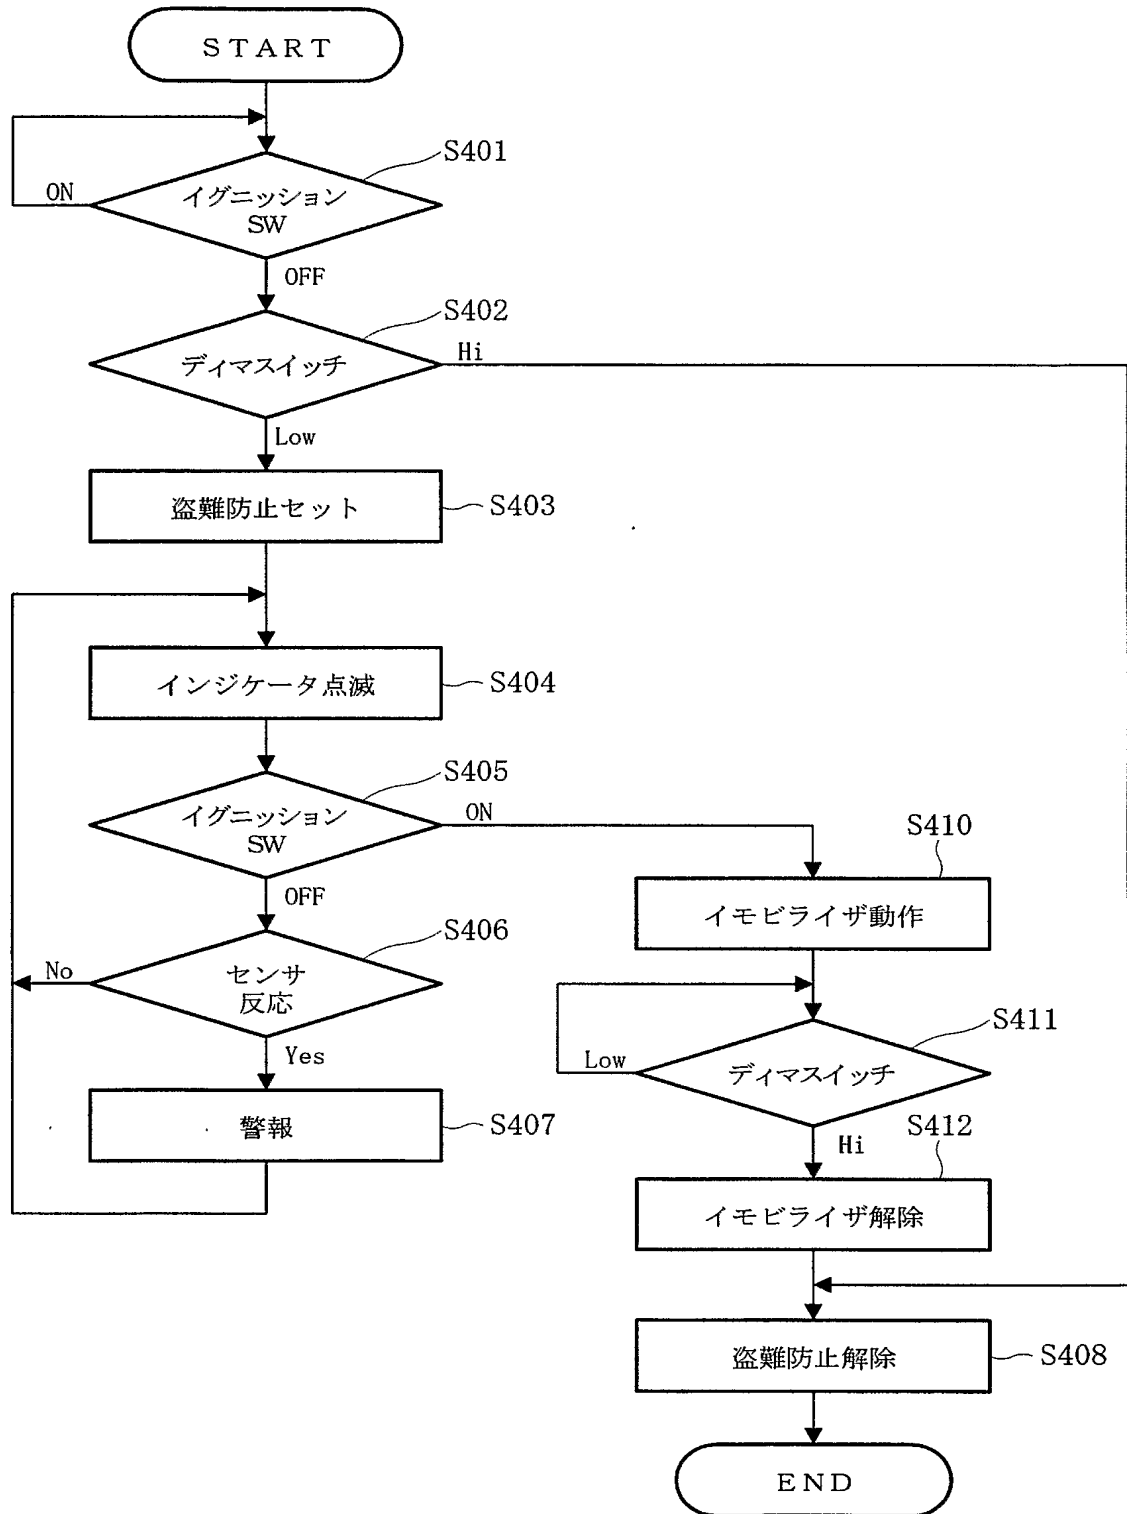 START
S401
ON
イグニッション
SW
OFF
S402
Hi
ディマスイッチ
Low
盗難防止セット
S403
インジケータ点滅
S404
S405
イグニッション
SW
ON
OFF
S410
イモビライザ動作
S406
No
センサ
反応
Yes
S411
Low
ディマスイッチ
警報
S407
Hi
S412
イモビライザ解除
盗難防止解除
S408
END